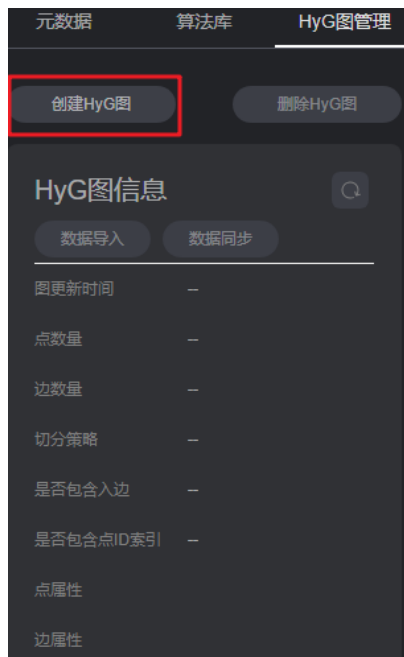 元数据 算法库 HyG图管理
创建HyG图 删除HyG图
HyG图信息
数据导入 数据同步
图更新时间 --
点数量 --
边数量 --
切分策略 --
是否包含入边 --
是否包含点ID索引 --
点属性
边属性